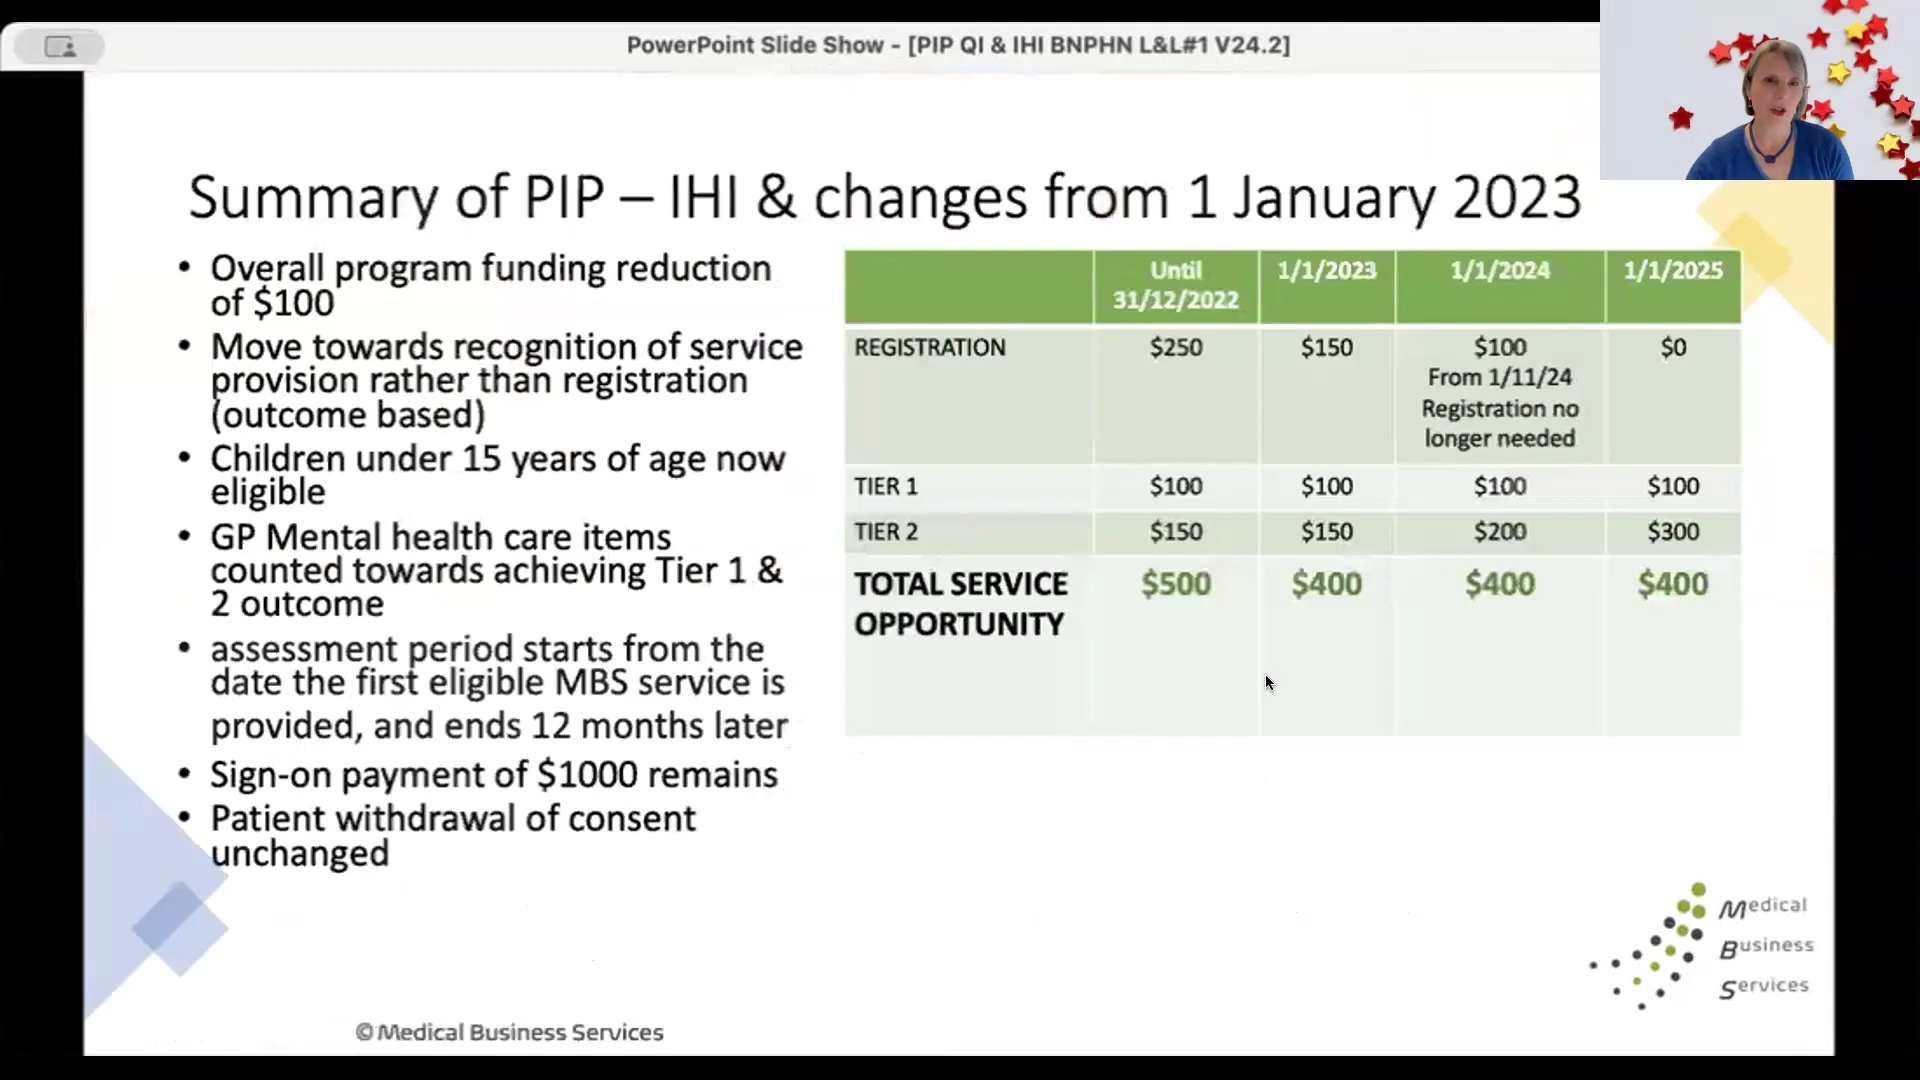 PowerPoint Slide Show - [PIP QI & IHI BNPHN L&L#1 V24.2]
Summary of PIP – IHI & changes from 1 January 2023
• Overall program funding reduction
of $100
• Move towards recognition of service
provision rather than registration
(outcome based)
• Children under 15 years of age now
eligible
• GP Mental health care items
counted towards achieving Tier 1 &
2 outcome
• assessment period starts from the
date the first eligible MBS service is
provided, and ends 12 months later
• Sign-on payment of $1000 remains
• Patient withdrawal of consent
unchanged
Until 31/12/2022 1/1/2023 1/1/2024 1/1/2025
REGISTRATION $250 $150 $100 $0
From 1/11/24
Registration no
longer needed
TIER 1 $100 $100 $100 $100
TIER 2 $150 $150 $200 $300
TOTAL SERVICE $500 $400 $400 $400
OPPORTUNITY
Medical
Business
Services
© Medical Business Services